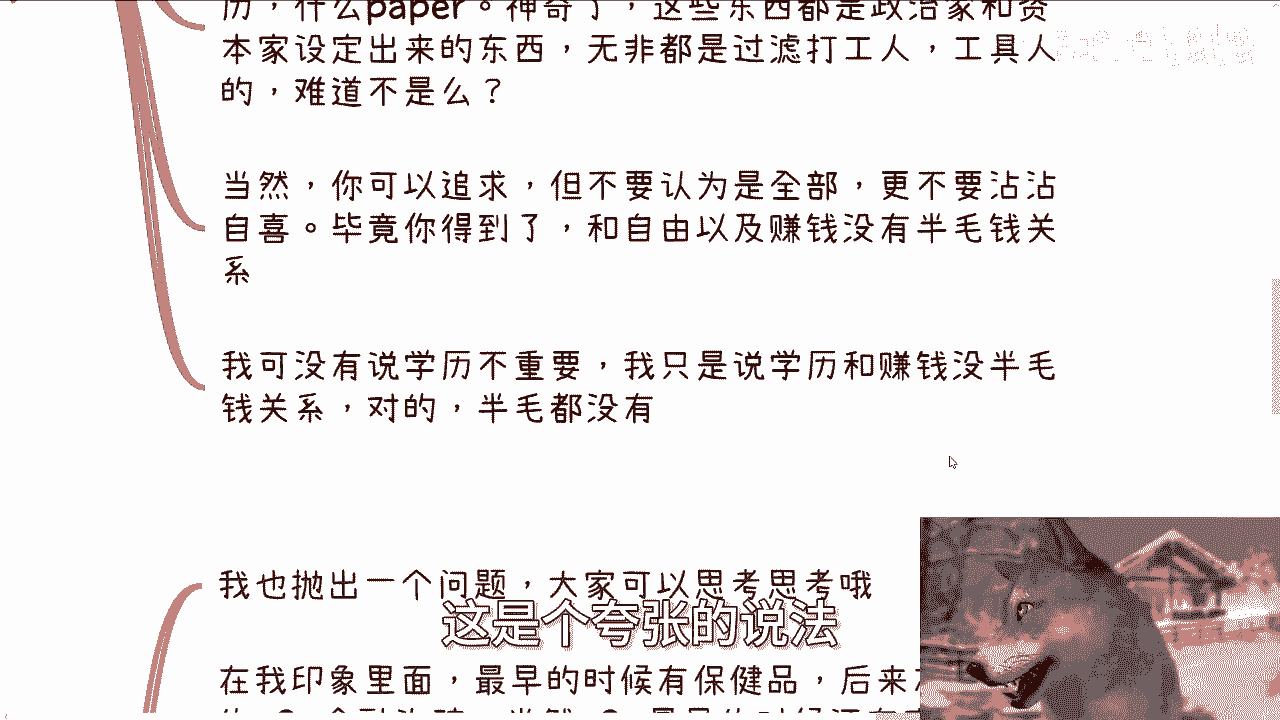 历，什么paper。神奇了，这些东西都是政治家和资
本家设定出来的东西，无非都是过滤打工人，工具人
的，难道不是么？
当然，你可以追求，但不要认为是全部，更不要沾沾
自喜。毕竟你得到了，和自由以及赚钱没有半毛钱关
系
我可没有说学历不重要，我只是说学历和赚钱没半毛
钱关系，对的，半毛都没有
我也抛出一个问题，大家可以思考思考哦
这是个夸张的说法
在我印象里面，最早的时候有保健品，后来